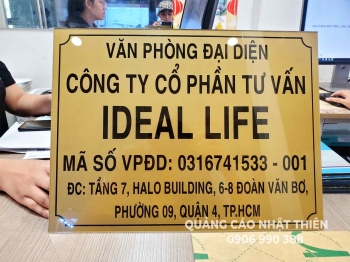 VĂN PHÒNG ĐẠI DIỆN
CÔNG TY CỔ PHẦN TƯ VẤN
IDEAL LIFE
MÃ SỐ VPĐD: 0316741533 - 001
ĐC: TẦNG 7, HALO BUILDING, 6-8 ĐOÀN VĂN BƠ,
PHƯỜNG 09, QUẬN 4, TP.HCM
QUẢNG CÁO NHẬT THIÊN
0906 990 388